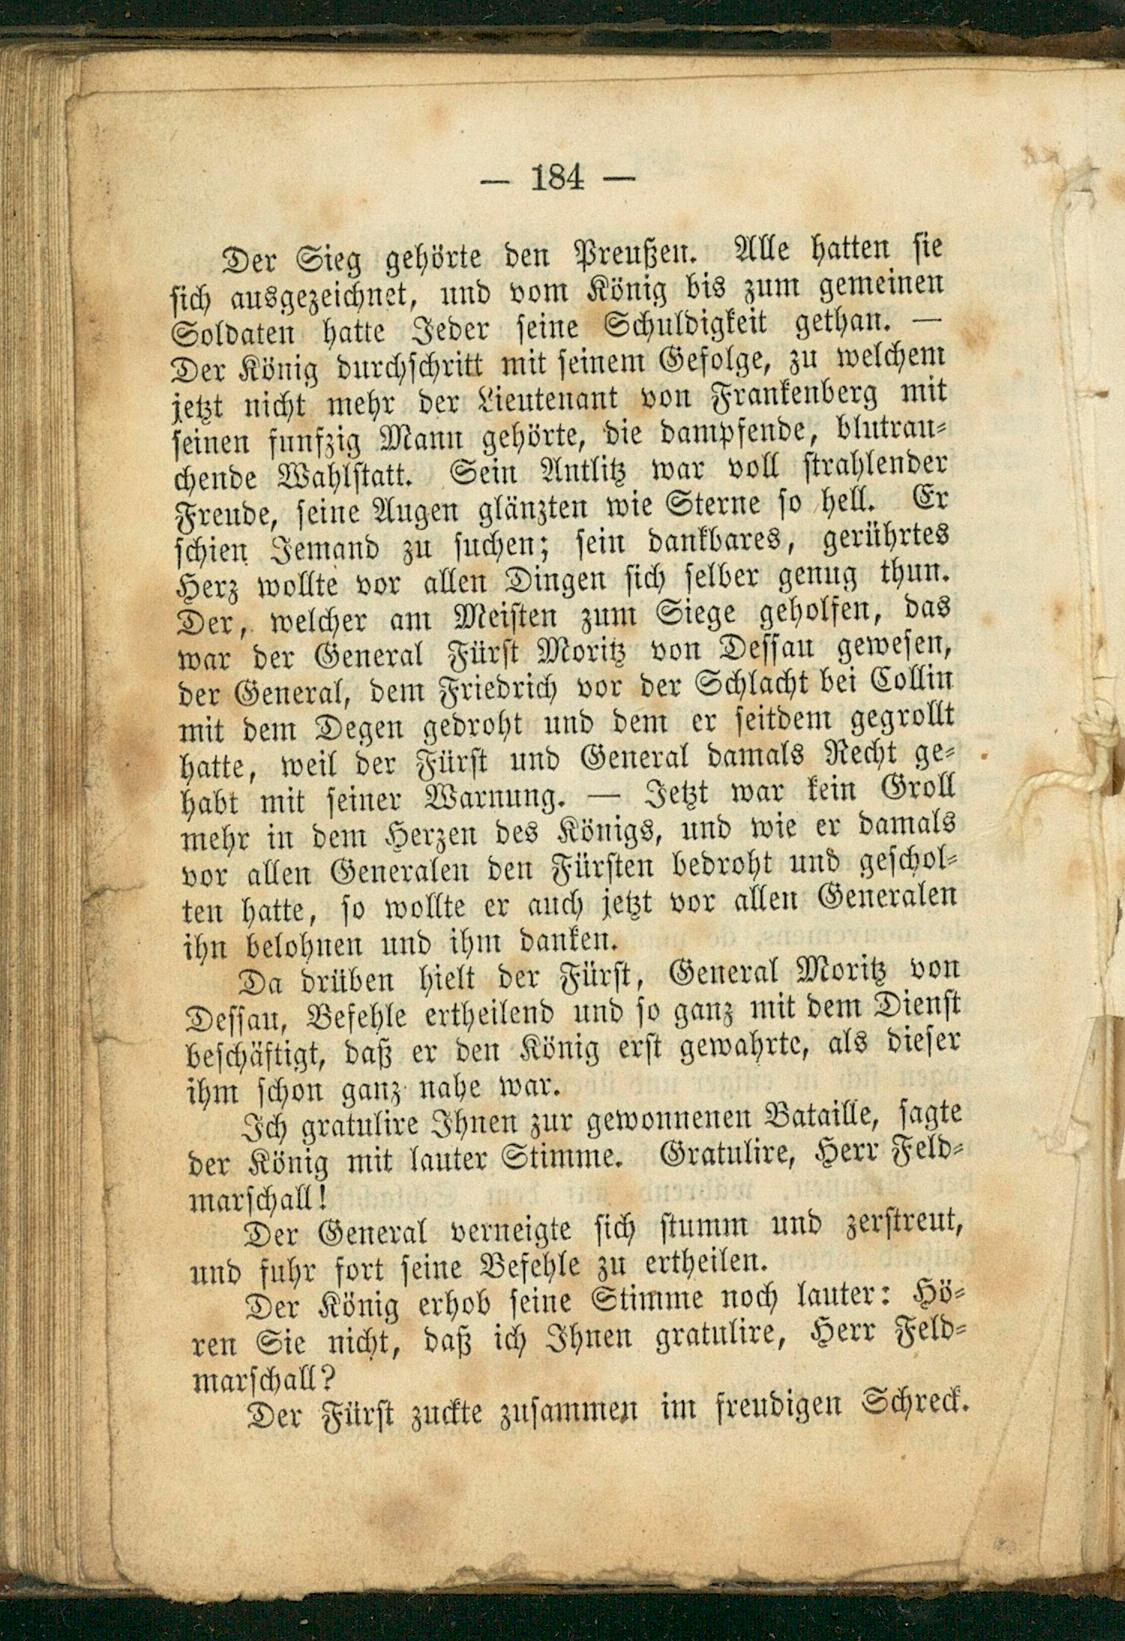 — 184 —
Der Sieg gehörte den Preußen. Alle hatten sie
sich ausgezeichnet, und vom König bis zum gemeinen
Soldaten hatte Jeder seine Schuldigkeit gethan. —
Der König durchschritt mit seinem Gefolge, zu welchem
jetzt nicht mehr der Lieutenant von Frankenberg mit
seinen funfzig Mann gehörte, die dampfende, blutrau-
chende Wahlstatt. Sein Antlitz war voll strahlender
Freude, seine Augen glänzten wie Sterne so hell. Er
schien Jemand zu suchen; sein dankbares, gerührtes
Herz wollte vor allen Dingen sich selber genug thun.
Der, welcher am Meisten zum Siege geholfen, das
war der General Fürst Moritz von Dessau gewesen,
der General, dem Friedrich vor der Schlacht bei Collin
mit dem Degen gedroht und dem er seitdem gegrollt
hatte, weil der Fürst und General damals Recht ge-
habt mit seiner Warnung. — Jetzt war kein Groll
mehr in dem Herzen des Königs, und wie er damals
vor allen Generalen den Fürsten bedroht und geschol-
ten hatte, so wollte er auch jetzt vor allen Generalen
ihn belohnen und ihm danken.
Da drüben hielt der Fürst, General Moritz von
Dessau, Befehle ertheilend und so ganz mit dem Dienst
beschäftigt, daß er den König erst gewahrte, als dieser
ihm schon ganz nahe war.
Ich gratulire Ihnen zur gewonnenen Bataille, sagte
der König mit lauter Stimme. Gratulire, Herr Feld-
marschall!
Der General verneigte sich stumm und zerstreut,
und fuhr fort seine Befehle zu ertheilen.
Der König erhob seine Stimme noch lauter: Hö-
ren Sie nicht, daß ich Ihnen gratulire, Herr Feld-
marschall?
Der Fürst zuckte zusammen im freudigen Schreck.